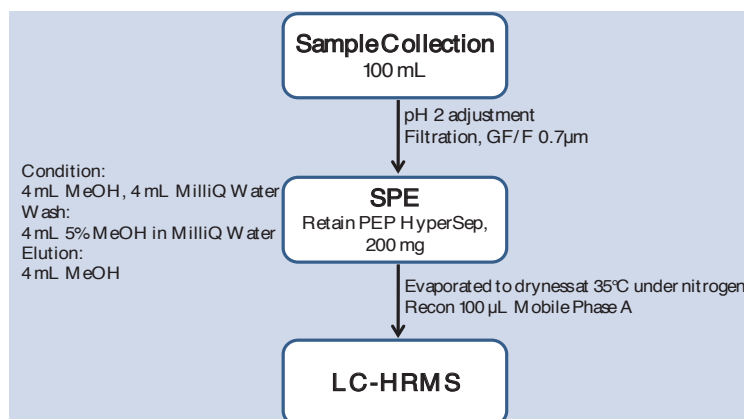 Sample Collection
100 mL
pH 2 adjustment
Filtration, GF/F 0.7µm
Condition:
4 mL MeOH, 4 mL MilliQ Water
Wash:
4 mL 5% MeOH in MilliQ Water
Elution:
4 mL MeOH
SPE
Retain PEP HyperSep,
200 mg
Evaporated to dryness at 35°C under nitrogen
Recon 100 µL Mobile Phase A
LC-HRMS